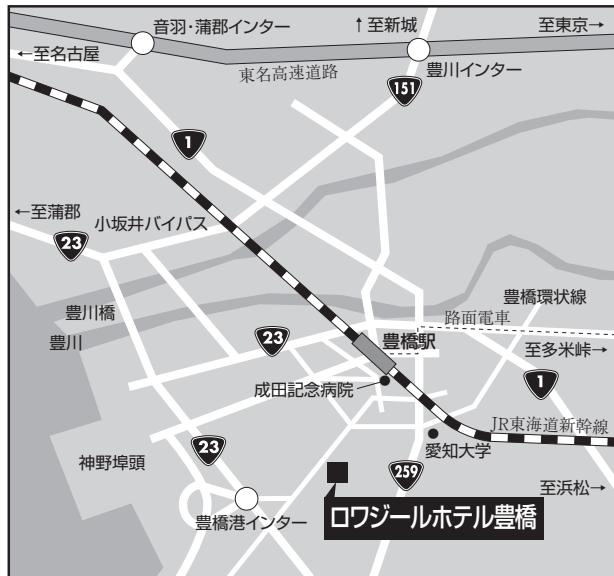 音羽・蒲郡インター
↑至新城
至東京→
←至名古屋
東名高速道路
豊川インター
151
1
←至蒲郡
小坂井バイパス
23
豊川橋
豊橋環状線
豊川
路面電車
23
豊橋駅
至多米峠→
成田記念病院
1
JR東海道新幹線
23
愛知大学
神野埠頭
259
至浜松→
豊橋港インター
ロワジールホテル豊橋